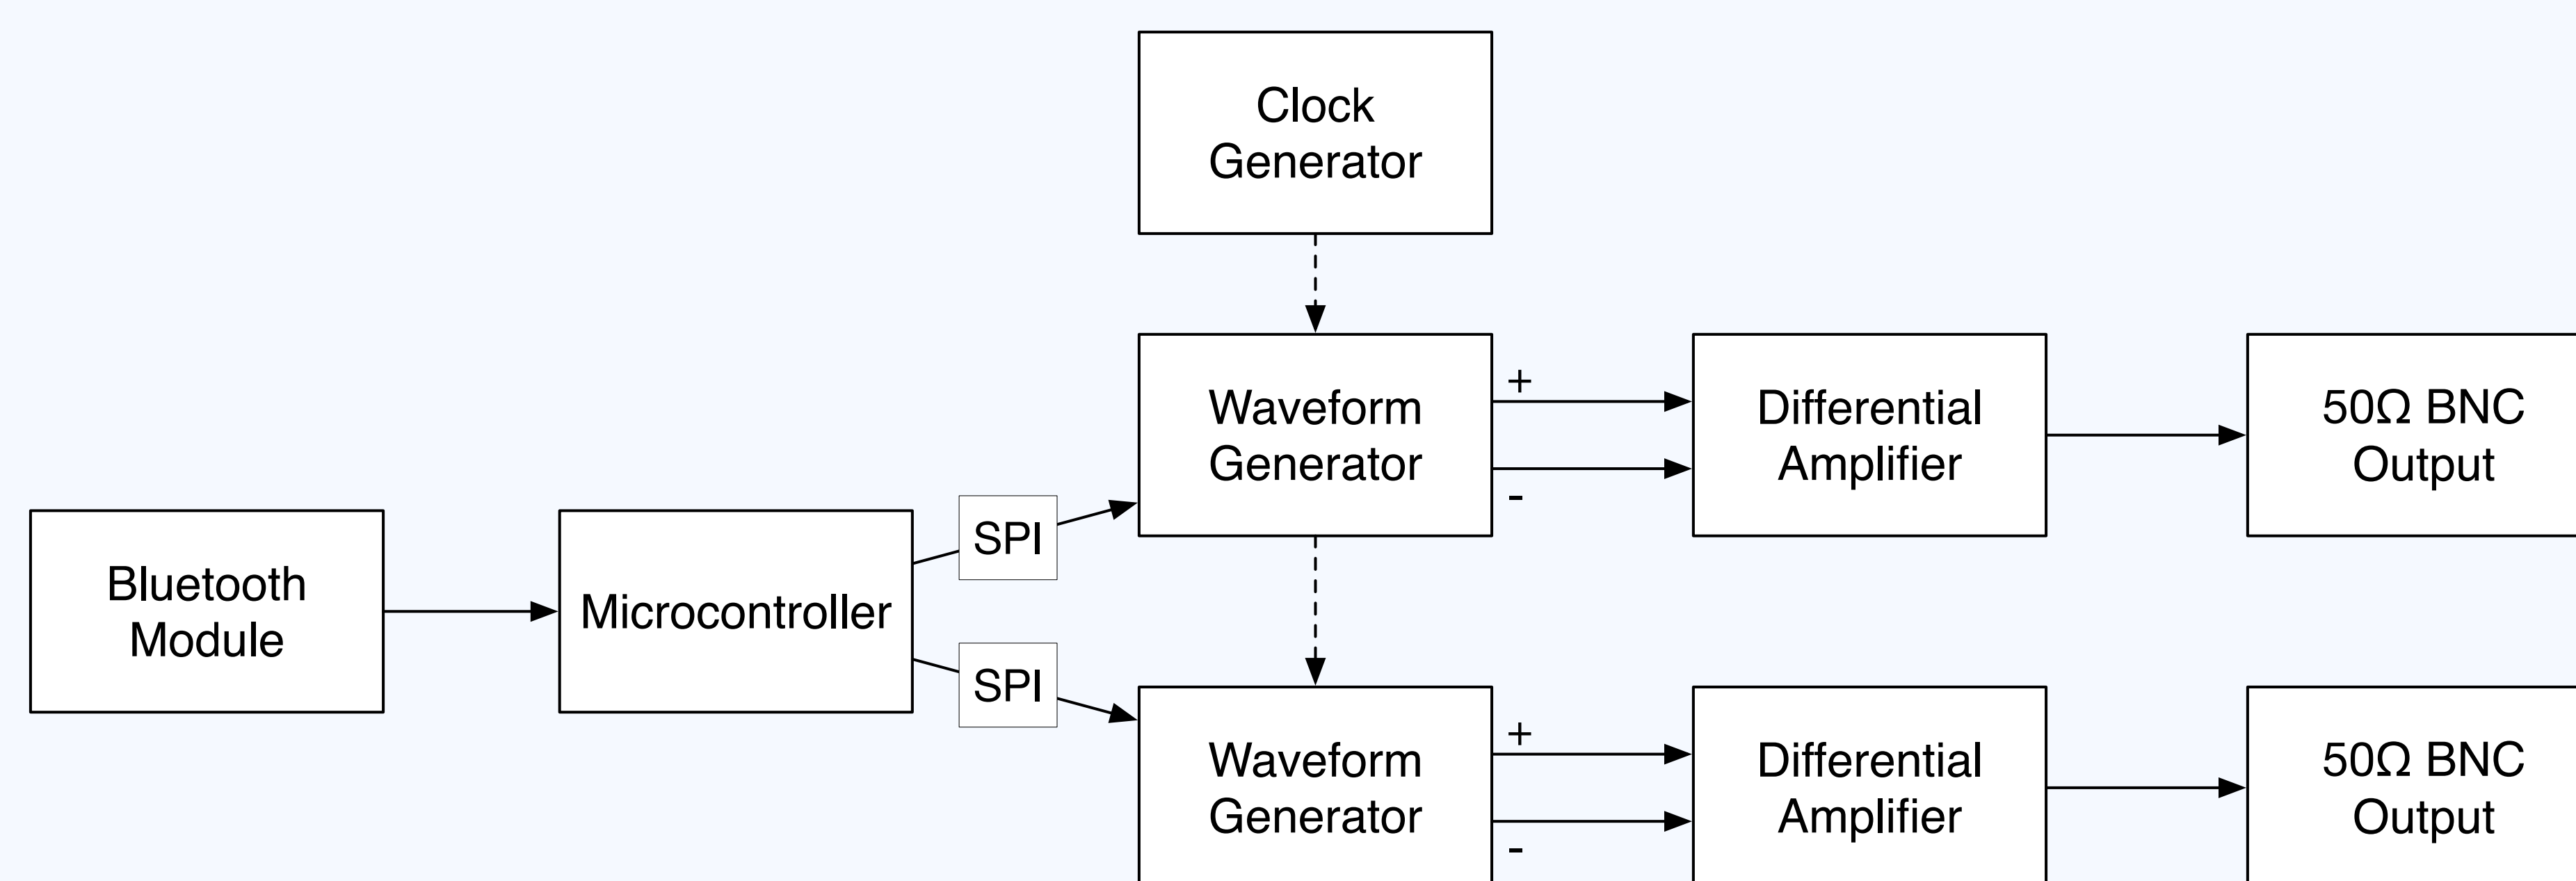 Clock
Generator
Waveform
Generator
+
-
Differential
Amplifier
50Ω BNC
Output
Bluetooth
Module
Microcontroller
SPI
SPI
Waveform
Generator
+
-
Differential
Amplifier
50Ω BNC
Output